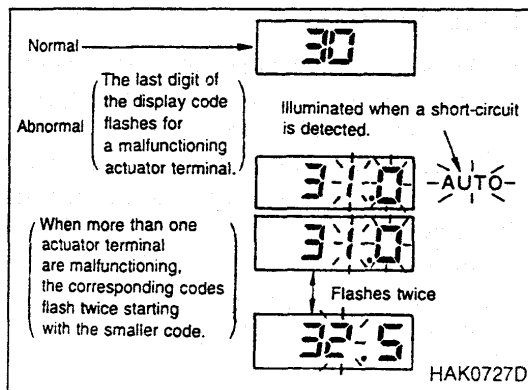 Normal
30
Abnormal
The last digit of
the display code
flashes for
a malfunctioning
actuator terminal.
Illuminated when a short-circuit
is detected.
31.0
AUTO
When more than one
actuator terminal
are malfunctioning,
the corresponding codes
flash twice starting
with the smaller code.
31.0
Flashes twice
32.5
HAK0727D